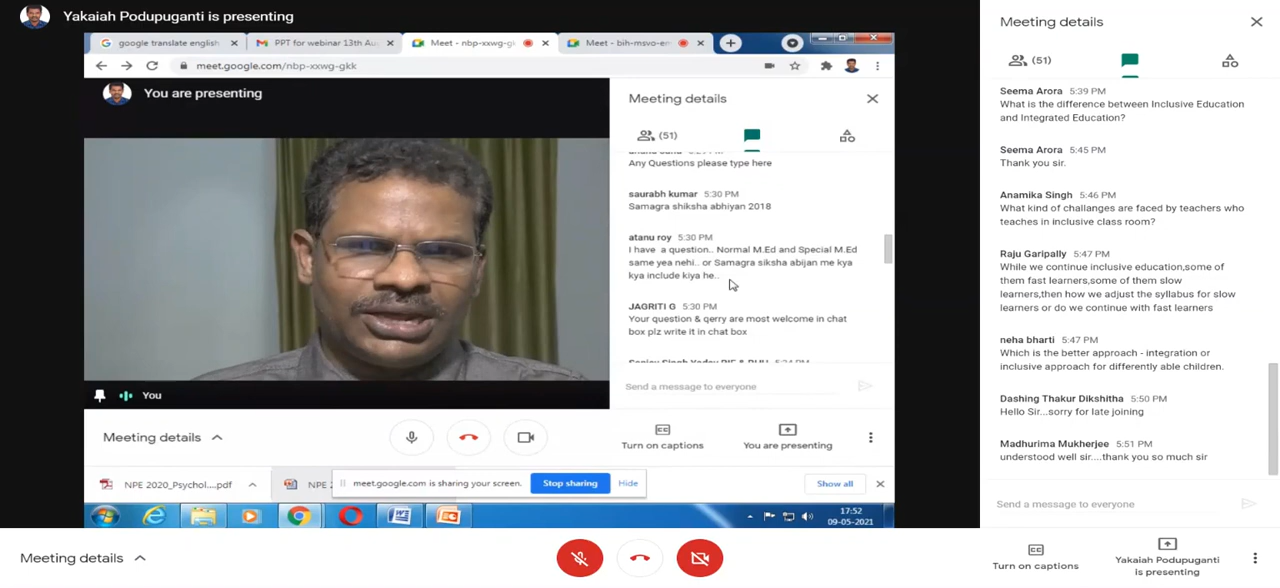 Yakaiah Podupuganti is presenting
google translate english
PPT for webinar 13th Au
Meet - nbp-xxwg-g
Meet - bih-msvo-en
meet.google.com/nbp-xxwg-gkk
You are presenting
You
Meeting details
(51)
Any Questions please type here
saurabh kumar 5:30 PM
Samagra shiksha abhiyan 2018
atanu roy 5:30 PM
I have a question.. Normal M.Ed and Special M.Ed
same yea nehi.. or Samagra siksha abijan me kya
kya include kiya he..
JAGRITI G 5:30 PM
Your question & qerry are most welcome in chat
box plz write it in chat box
Send a message to everyone
Meeting details
Turn on captions
You are presenting
NPE 2020_Psychol....pdf
NPE
meet.google.com is sharing your screen.
Stop sharing
Hide
Show all
17:52
09-05-2021
Meeting details
(51)
Seema Arora 5:39 PM
What is the difference between Inclusive Education
and Integrated Education?
Seema Arora 5:45 PM
Thank you sir.
Anamika Singh 5:46 PM
What kind of challanges are faced by teachers who
teaches in inclusive class room?
Raju Garipally 5:47 PM
While we continue inclusive education,some of
them fast learners,some of them slow
learners,then how we adjust the syllabus for slow
learners or do we continue with fast learners
neha bharti 5:47 PM
Which is the better approach - integration or
inclusive approach for differently able children.
Dashing Thakur Dikshitha 5:50 PM
Hello Sir...sorry for late joining
Madhurima Mukherjee 5:51 PM
understood well sir....thank you so much sir
Send a message to everyone
Meeting details
Turn on captions
Yakaiah Podupuganti
is presenting